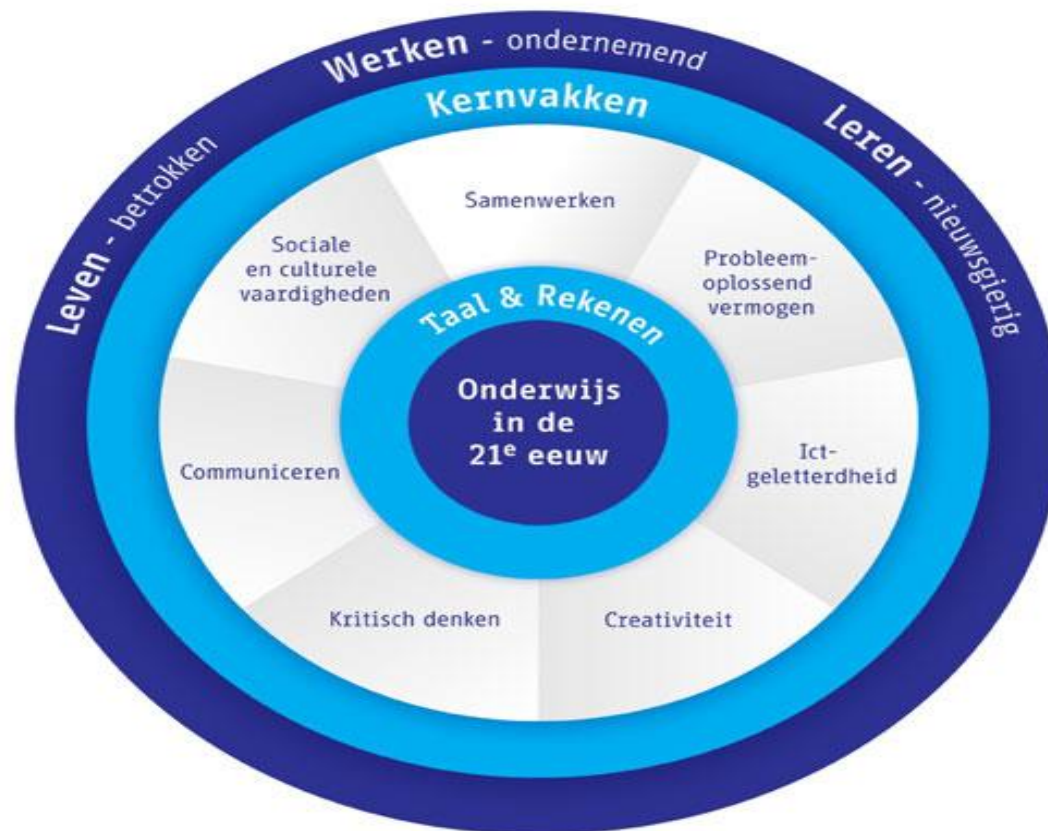 Werken - ondernemend
Leven - betrokken
Leren - nieuwsgierig
Kernvakken
Samenwerken
Sociale
en culturele
vaardigheden
Probleem-
oplossend
vermogen
Taal & Rekenen
Onderwijs
in de
21e eeuw
Communiceren
Ict-
geletterdheid
Kritisch denken
Creativiteit